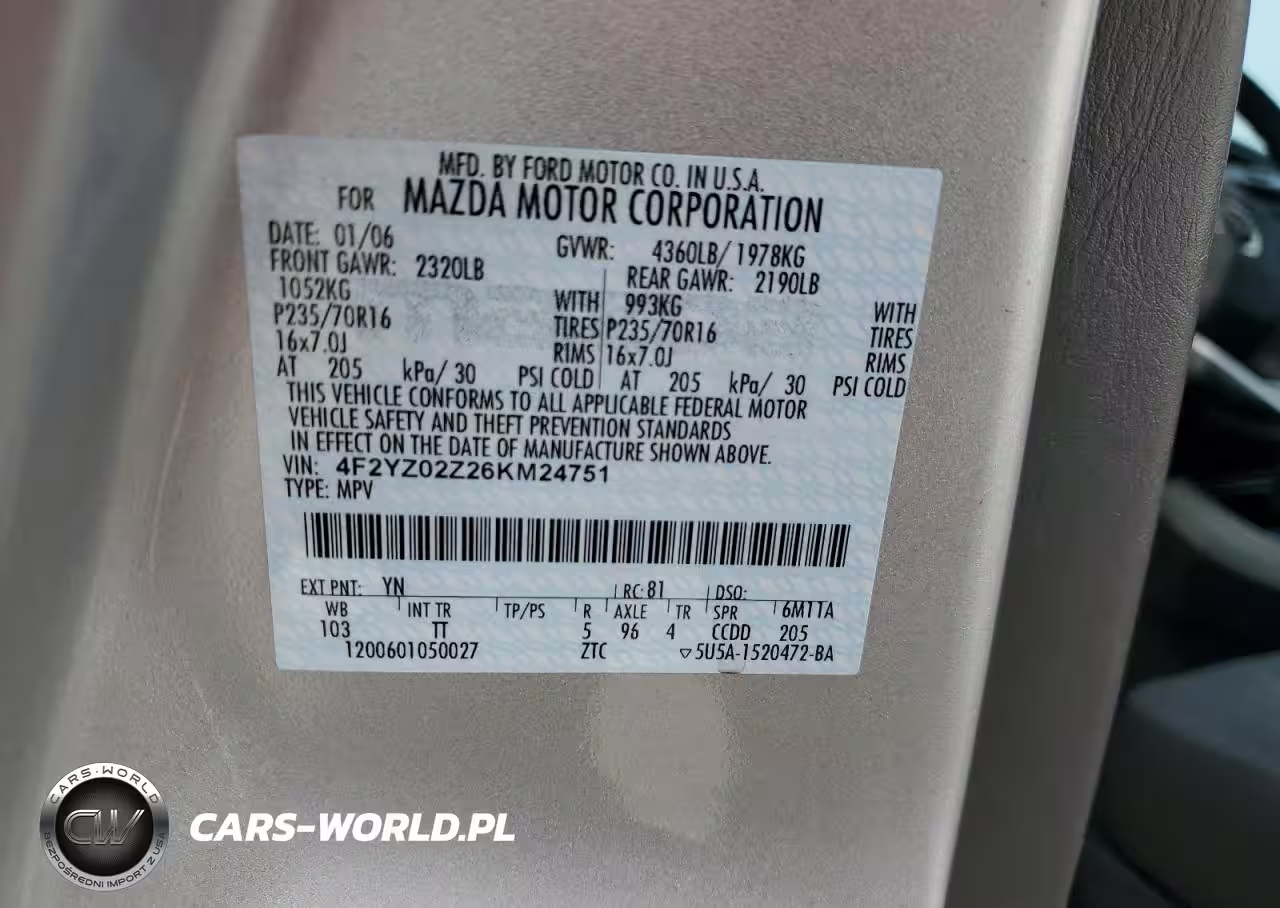 MFD. BY FORD MOTOR CO. IN U.S.A.
FOR MAZDA MOTOR CORPORATION
DATE: 01/06 GVWR: 4360LB/ 1978KG
FRONT GAWR: 2320LB REAR GAWR: 2190LB
1052KG WITH 993KG WITH
P235/70R16 TIRES P235/70R16 TIRES
16x7.0J RIMS 16x7.0J RIMS
AT 205 kPa/ 30 PSI COLD AT 205 kPa/ 30 PSI COLD
THIS VEHICLE CONFORMS TO ALL APPLICABLE FEDERAL MOTOR
VEHICLE SAFETY AND THEFT PREVENTION STANDARDS
IN EFFECT ON THE DATE OF MANUFACTURE SHOWN ABOVE.
VIN: 4F2YZ02Z26KM24751
TYPE: MPV
EXT PNT: YN RC: 81 DSO:
WB INT TR TP/PS R AXLE TR SPR 6M11A
103 TT 5 96 4 CCDD 205
1200601050027 ZTC ▽5U5A-1520472-BA
CARS-WORLD
CW
BEZPOŚREDNI IMPORT Z USA
CARS-WORLD.PL